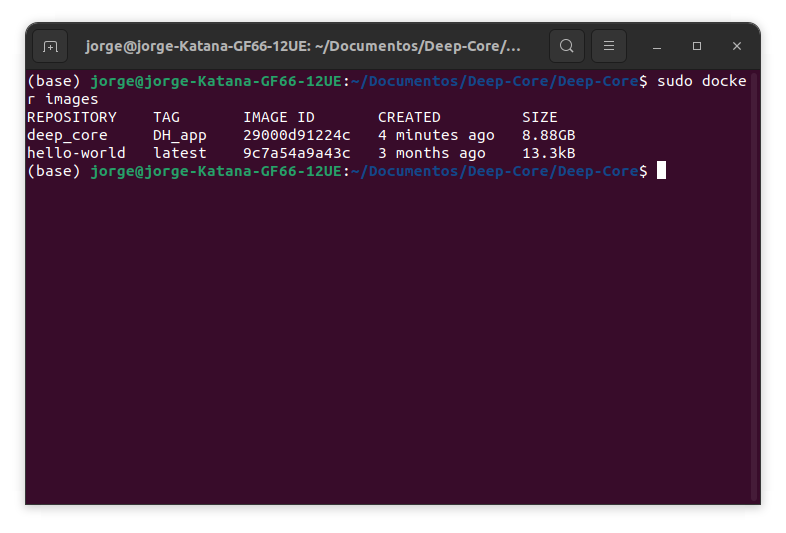 jorge@jorge-Katana-GF66-12UE: ~/Documentos/Deep-Core/...
(base) jorge@jorge-Katana-GF66-12UE:~/Documentos/Deep-Core/Deep-Core$ sudo docke
r images
REPOSITORY    TAG       IMAGE ID       CREATED         SIZE
deep_core     DH_app    29000d91224c   4 minutes ago   8.88GB
hello-world   latest    9c7a54a9a43c   3 months ago    13.3kB
(base) jorge@jorge-Katana-GF66-12UE:~/Documentos/Deep-Core/Deep-Core$